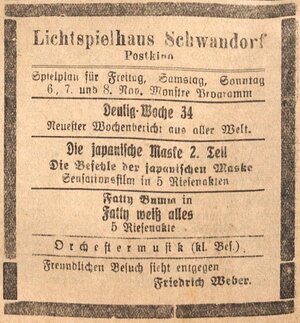 Lichtspielhaus Schwandorf
Postkino
Spielplan für Freitag, Samstag, Sonntag
6, 7. und 8. Nov. Monstre Programm
Deulig-Woche 34
Neuester Wochenbericht aus aller Welt.
Die japanische Maske 2. Teil
Die Befehle der japanischen Maske
Sensationsfilm in 5 Riesenakten
Fatty Bumm in
Fatty weiß alles
5 Riesenakte
Orchestermusik (kl. Bes.)
Freundlichen Besuch sieht entgegen
Friedrich Weber.